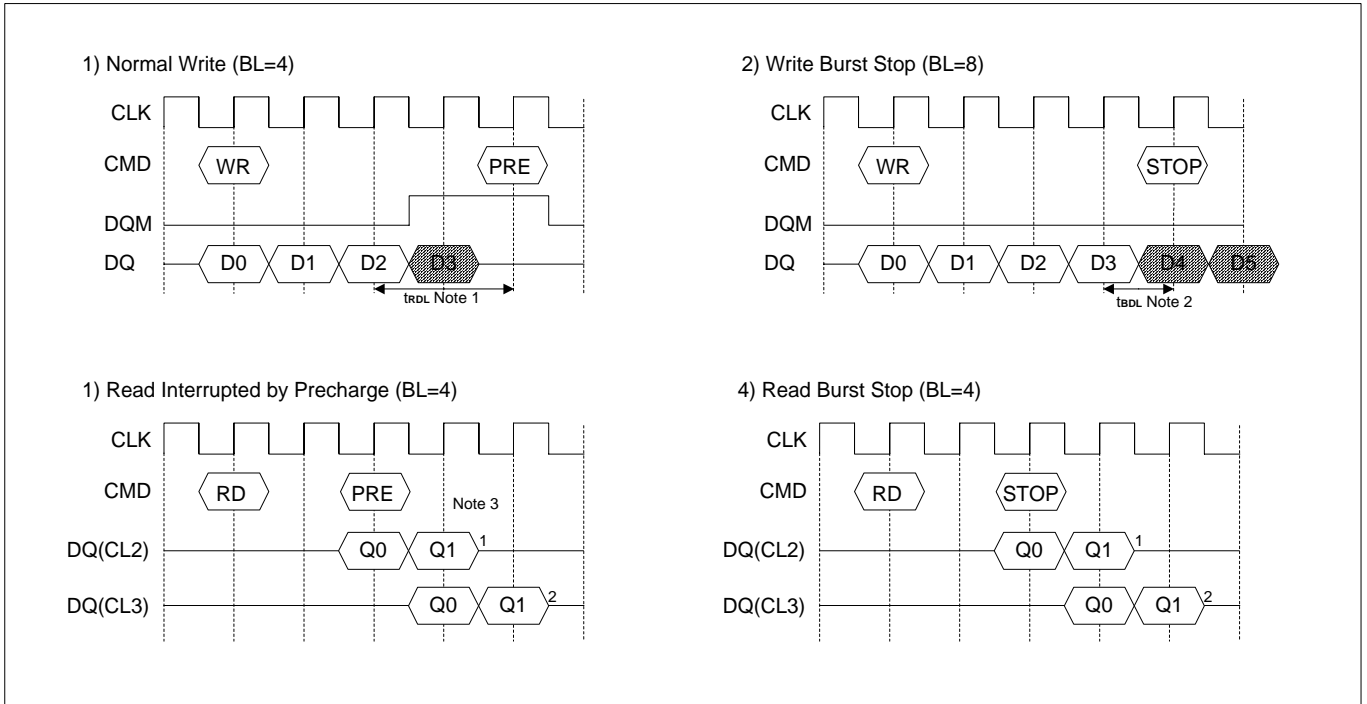 1) Normal Write (BL=4)
CLK
CMD WR PRE
DQM
DQ D0 D1 D2 D3
tRDL Note 1
2) Write Burst Stop (BL=8)
CLK
CMD WR STOP
DQM
DQ D0 D1 D2 D3 D4 D5
tBDL Note 2
1) Read Interrupted by Precharge (BL=4)
CLK
CMD RD PRE
Note 3
DQ(CL2) Q0 Q1 1
DQ(CL3) Q0 Q1 2
4) Read Burst Stop (BL=4)
CLK
CMD RD STOP
DQ(CL2) Q0 Q1 1
DQ(CL3) Q0 Q1 2